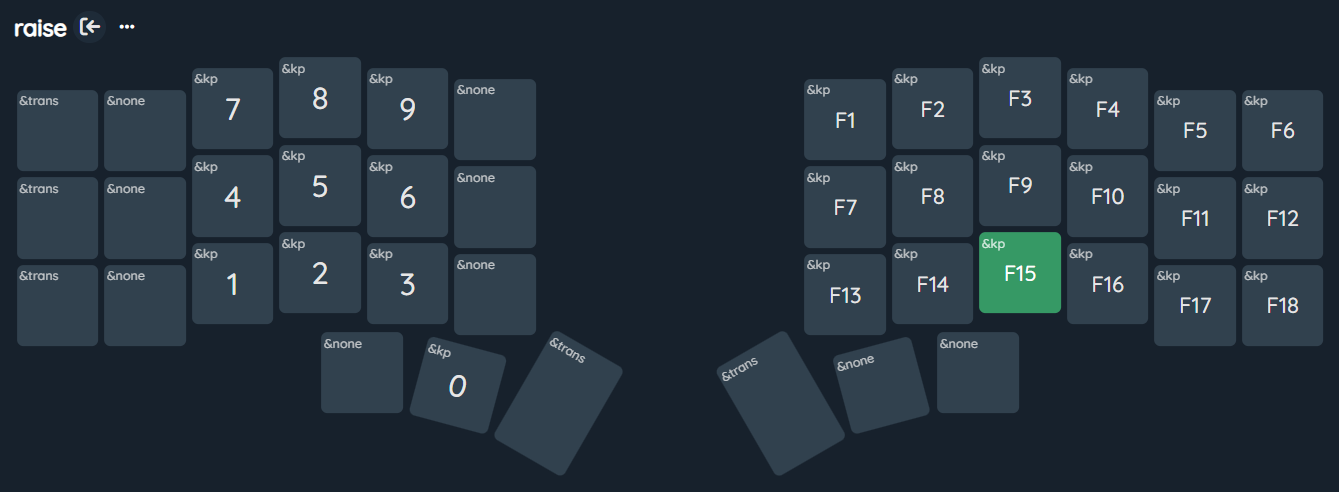 raise
&trans &none &kp 7 &kp 8 &kp 9 &none &kp F1 &kp F2 &kp F3 &kp F4 &kp F5 &kp F6
&trans &none &kp 4 &kp 5 &kp 6 &none &kp F7 &kp F8 &kp F9 &kp F10 &kp F11 &kp F12
&trans &none &kp 1 &kp 2 &kp 3 &none &kp F13 &kp F14 &kp F15 &kp F16 &kp F17 &kp F18
&none &kp 0 &trans &trans &none &none